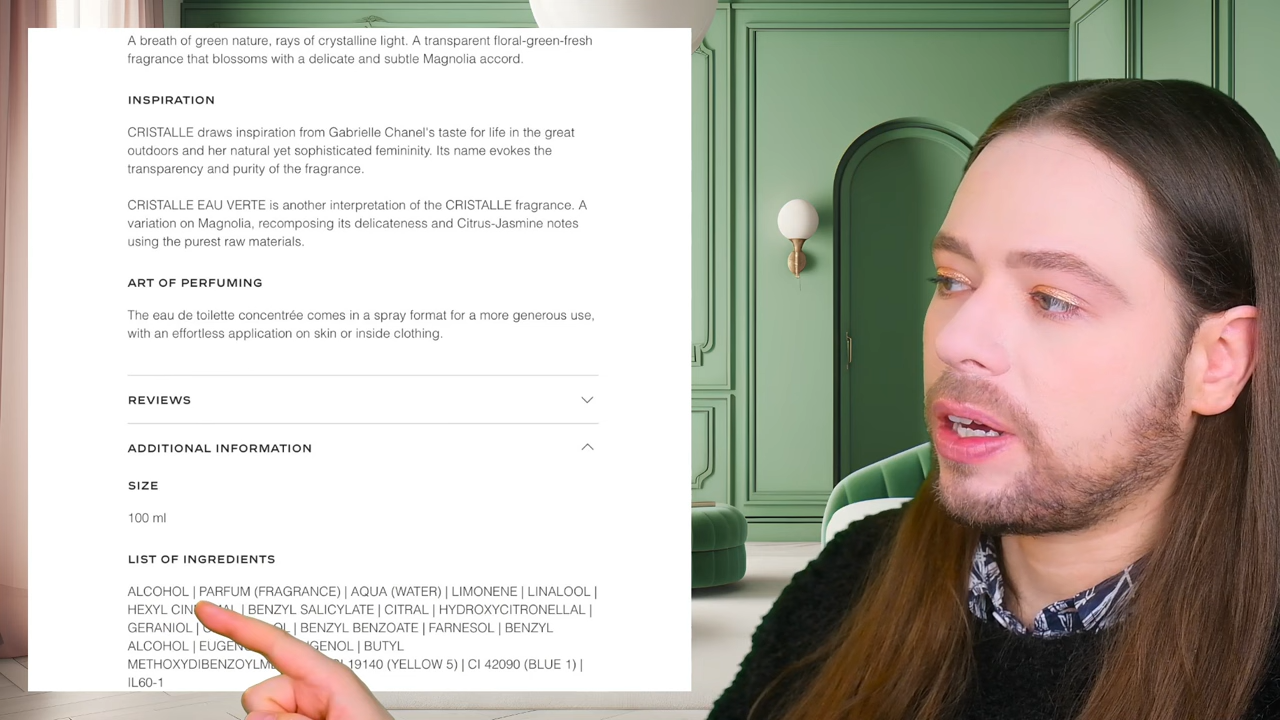 A breath of green nature, rays of crystalline light. A transparent floral-green-fresh
fragrance that blossoms with a delicate and subtle Magnolia accord.
INSPIRATION
CRISTALLE draws inspiration from Gabrielle Chanel's taste for life in the great
outdoors and her natural yet sophisticated femininity. Its name evokes the
transparency and purity of the fragrance.
CRISTALLE EAU VERTE is another interpretation of the CRISTALLE fragrance. A
variation on Magnolia, recomposing its delicateness and Citrus-Jasmine notes
using the purest raw materials.
ART OF PERFUMING
The eau de toilette concentrée comes in a spray format for a more generous use,
with an effortless application on skin or inside clothing.
REVIEWS
ADDITIONAL INFORMATION
SIZE
100 ml
LIST OF INGREDIENTS
ALCOHOL | PARFUM (FRAGRANCE) | AQUA (WATER) | LIMONENE | LINALOOL |
HEXYL | BENZYL SALICYLATE | CITRAL | HYDROXYCITRONELLAL |
GERANIOL | | BENZYL BENZOATE | FARNESOL | BENZYL
ALCOHOL | | BUTYL
19140 (YELLOW 5) | CI 42090 (BLUE 1) |
IL60-1